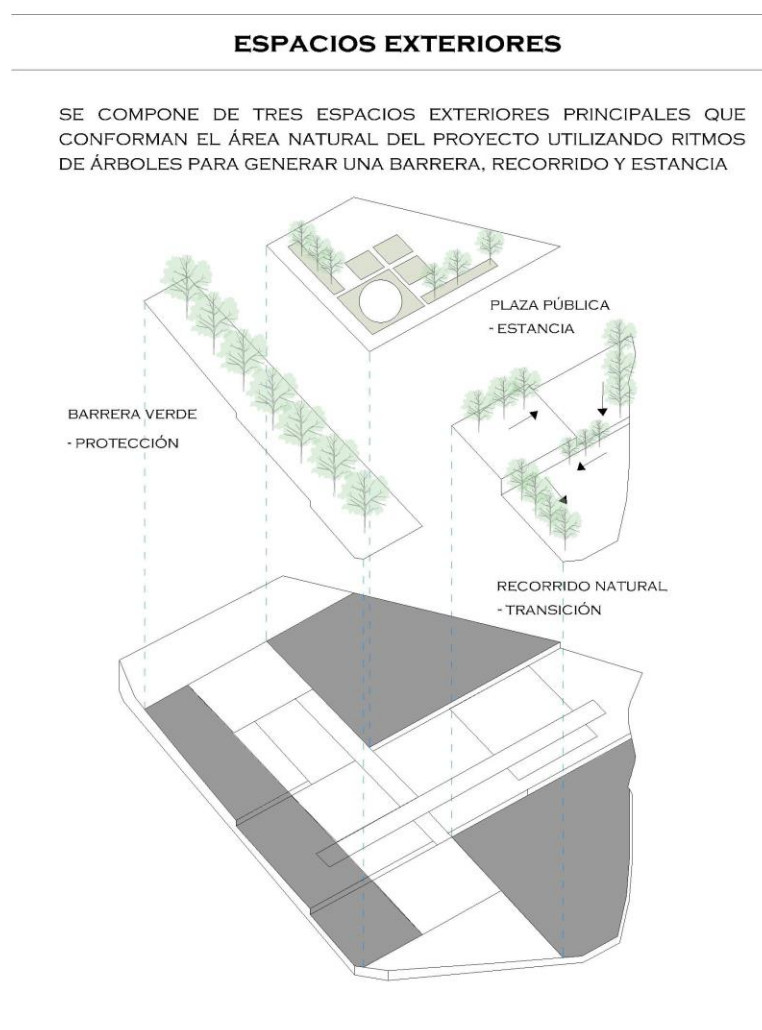 ESPACIOS EXTERIORES
SE COMPONE DE TRES ESPACIOS EXTERIORES PRINCIPALES QUE
CONFORMAN EL ÁREA NATURAL DEL PROYECTO UTILIZANDO RITMOS
DE ÁRBOLES PARA GENERAR UNA BARRERA, RECORRIDO Y ESTANCIA
PLAZA PÚBLICA
- ESTANCIA
BARRERA VERDE
- PROTECCIÓN
RECORRIDO NATURAL
- TRANSICIÓN